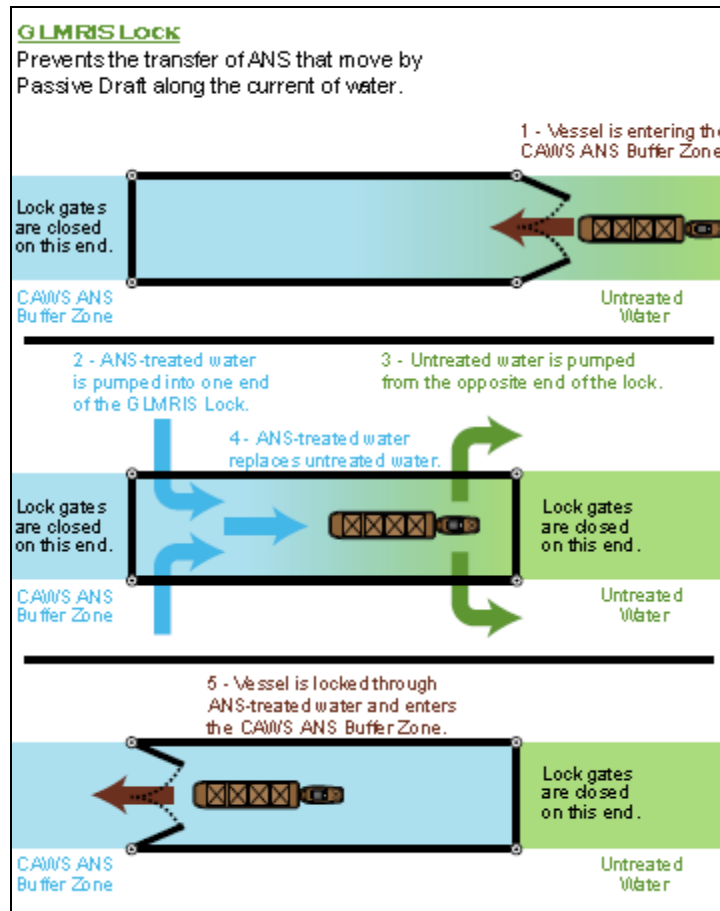 GLMRIS Lock
Prevents the transfer of ANS that move by
Passive Draft along the current of water.
1 - Vessel is entering the
CAWS ANS Buffer Zone
Lock gates
are closed
on this end.
CAWS ANS
Buffer Zone
Untreated
Water
2 - ANS-treated water
is pumped into one end
of the GLMRIS Lock.
3 - Untreated water is pumped
from the opposite end of the lock.
4 - ANS-treated water
replaces untreated water.
Lock gates
are closed
on this end.
Lock gates
are closed
on this end.
CAWS ANS
Buffer Zone
Untreated
Water
5 - Vessel is locked through
ANS-treated water and enters
the CAWS ANS Buffer Zone.
Lock gates
are closed
on this end.
CAWS ANS
Buffer Zone
Untreated
Water